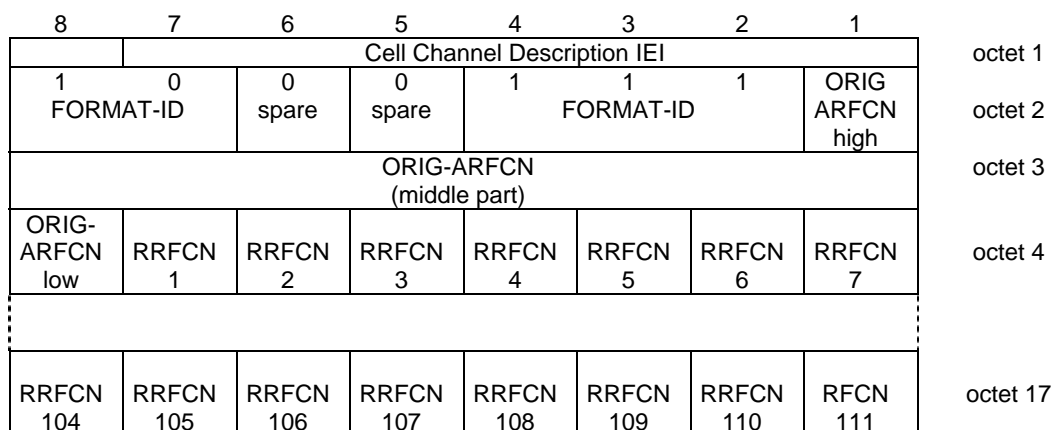 8 7 6 5 4 3 2 1
Cell Channel Description IEI octet 1
1 0 0 0 1 1 1 ORIG
FORMAT-ID spare spare FORMAT-ID ARFCN octet 2
high
ORIG-ARFCN octet 3
(middle part)
ORIG-
ARFCN RRFCN RRFCN RRFCN RRFCN RRFCN RRFCN RRFCN octet 4
low 1 2 3 4 5 6 7
RRFCN RRFCN RRFCN RRFCN RRFCN RRFCN RRFCN RFCN octet 17
104 105 106 107 108 109 110 111